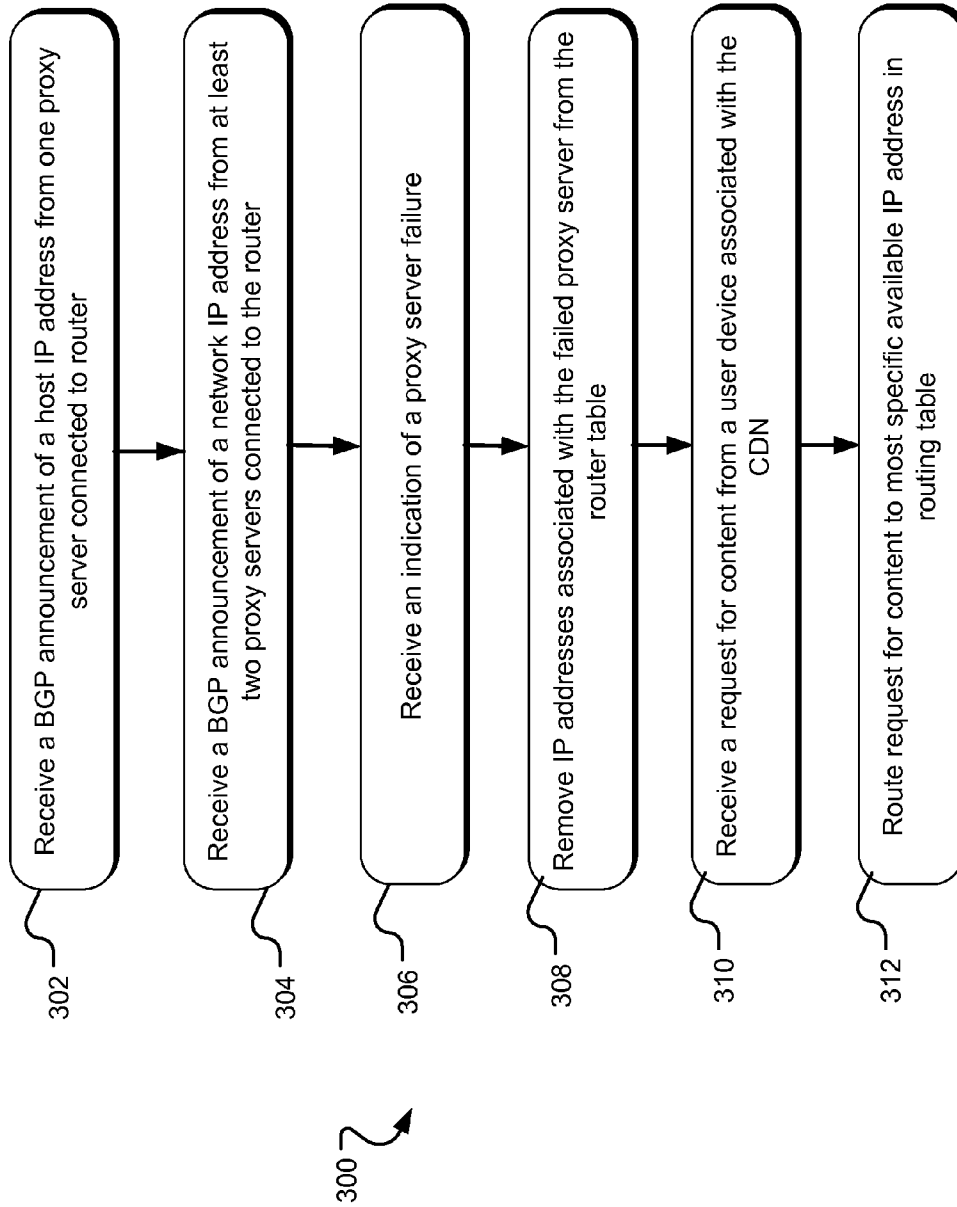 300
302
Receive a BGP announcement of a host IP address from one proxy
server connected to router
304
Receive a BGP announcement of a network IP address from at least
two proxy servers connected to the router
306
Receive an indication of a proxy server failure
308
Remove IP addresses associated with the failed proxy server from the
router table
310
Receive a request for content from a user device associated with the
CDN
312
Route request for content to most specific available IP address in
routing table